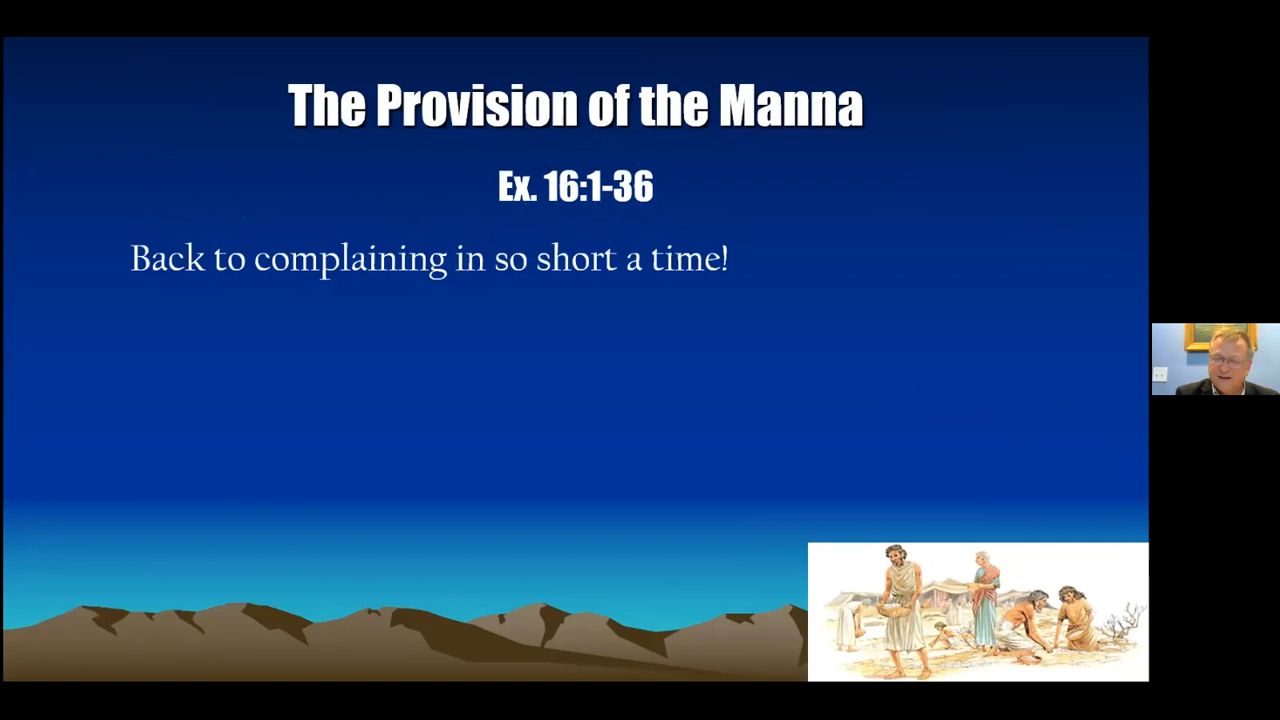 The Provision of the Manna
Ex. 16:1-36
Back to complaining in so short a time!